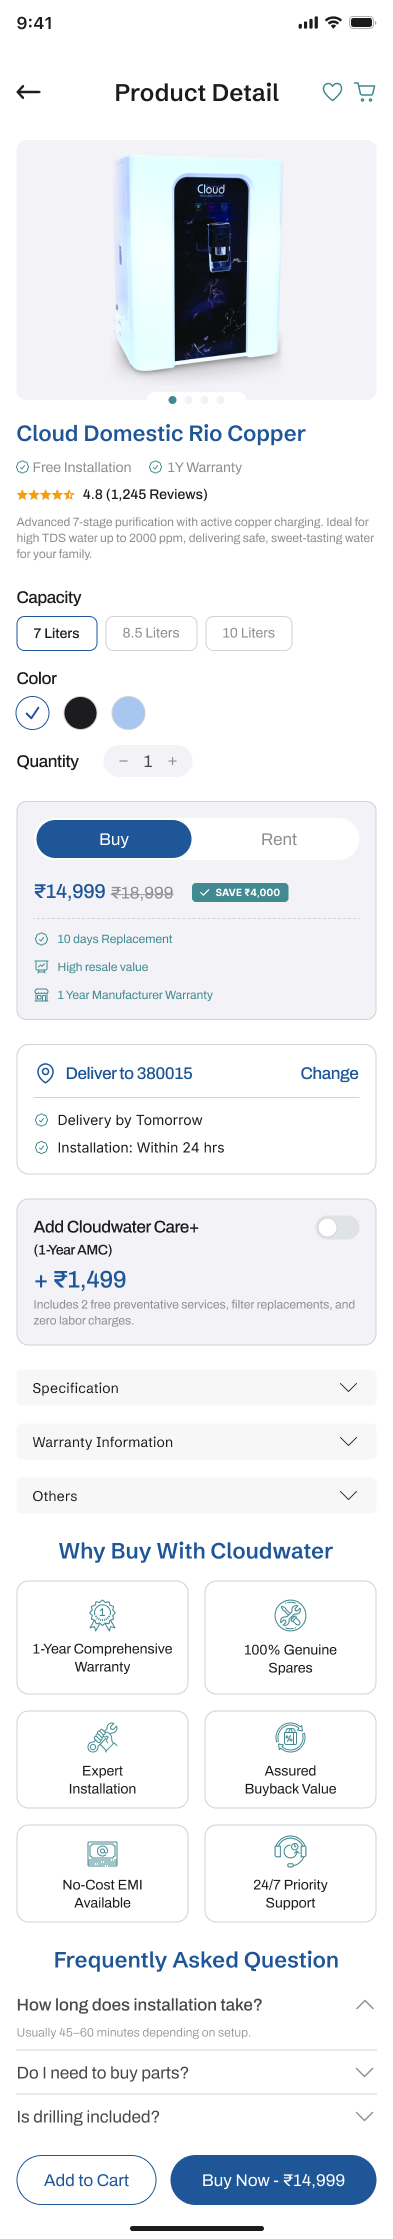 9:41
Product Detail
Cloud
Cloud Domestic Rio Copper
Free Installation
1Y Warranty
4.8 (1,245 Reviews)
Advanced 7-stage purification with active copper charging. Ideal for
high TDS water up to 2000 ppm, delivering safe, sweet-tasting water
for your family.
Capacity
7 Liters
8.5 Liters
10 Liters
Color
Quantity
− 1 +
Buy
Rent
₹14,999 ₹18,999
SAVE ₹4,000
10 days Replacement
High resale value
1 Year Manufacturer Warranty
Deliver to 380015
Change
Delivery by Tomorrow
Installation: Within 24 hrs
Add Cloudwater Care+
(1-Year AMC)
+ ₹1,499
Includes 2 free preventative services, filter replacements, and
zero labor charges.
Specification
Warranty Information
Others
Why Buy With Cloudwater
1-Year Comprehensive
Warranty
100% Genuine
Spares
Expert
Installation
Assured
Buyback Value
No-Cost EMI
Available
24/7 Priority
Support
Frequently Asked Question
How long does installation take?
Usually 45–60 minutes depending on setup.
Do I need to buy parts?
Is drilling included?
Add to Cart
Buy Now - ₹14,999